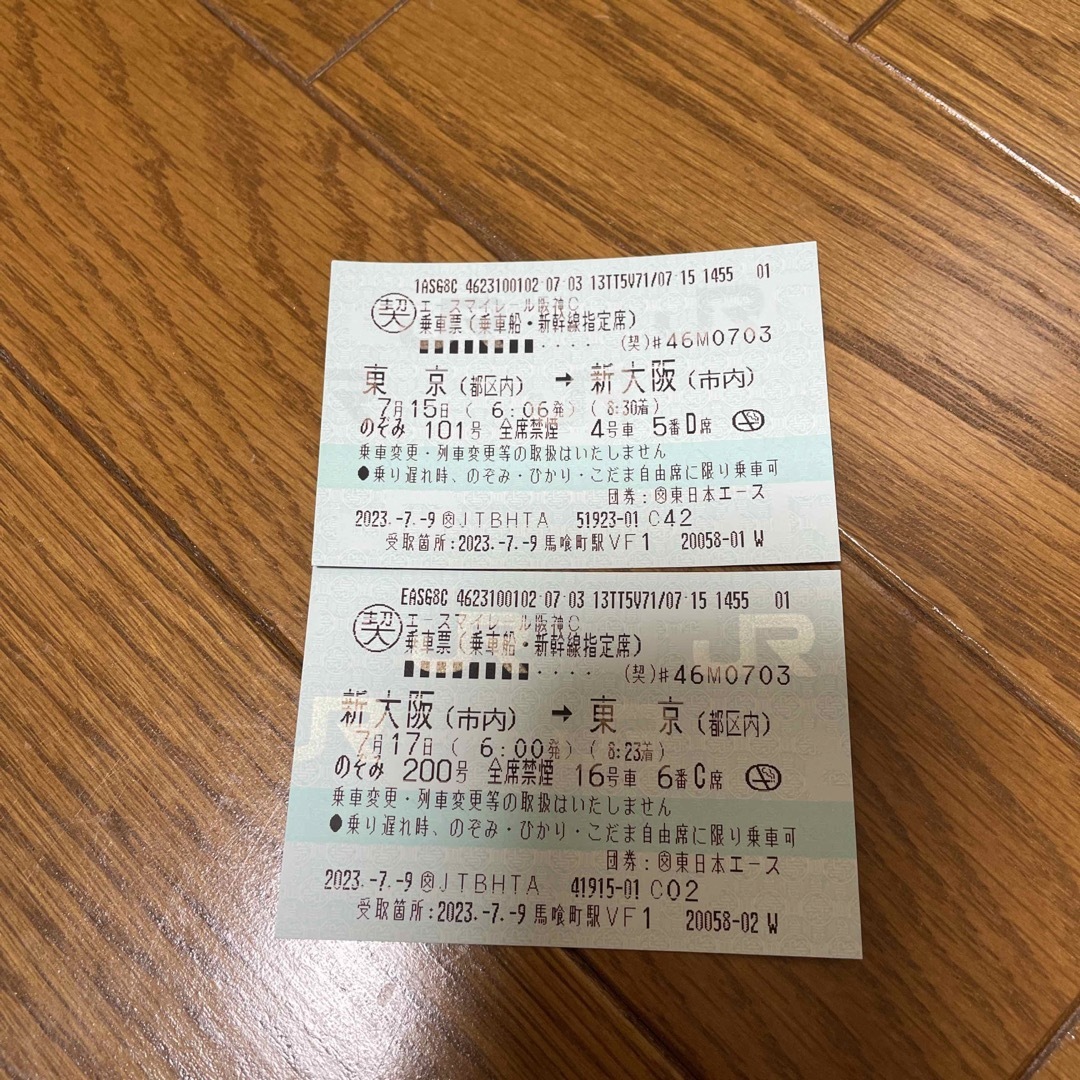 1ASG8C 4623100102 07 03 13TT5V71/07 15 1455 01
契 エースマイレール阪神C
乗車票(乗車船・新幹線指定席)
■■■■■■■■････ (契)#46M0703
東 京(都区内) → 新大阪(市内)
7月15日( 6:06発)( 8:30着)
のぞみ 101号 全席禁煙 4号車 5番D席
乗車変更・列車変更等の取扱はいたしません
●乗り遅れ時、のぞみ・ひかり・こだま自由席に限り乗車可
団券:㊕東日本エース
2023.-7.-9 JTBHTA 51923-01 C42
受取箇所:2023.-7.-9 馬喰町駅VF1 20058-01 W
EASG8C 4623100102 07 03 13TT5V71/07 15 1455 01
契 エースマイレール阪神C
乗車票(乗車船・新幹線指定席)
■■■■■■■■････ (契)#46M0703
新大阪(市内) → 東 京(都区内)
7月17日( 6:00発)( 8:23着)
のぞみ 200号 全席禁煙 16号車 6番C席
乗車変更・列車変更等の取扱はいたしません
●乗り遅れ時、のぞみ・ひかり・こだま自由席に限り乗車可
団券:東日本エース
2023.-7.-9 JTBHTA 41915-01 C02
受取箇所:2023.-7.-9 馬喰町駅VF1 20058-02 W
JR